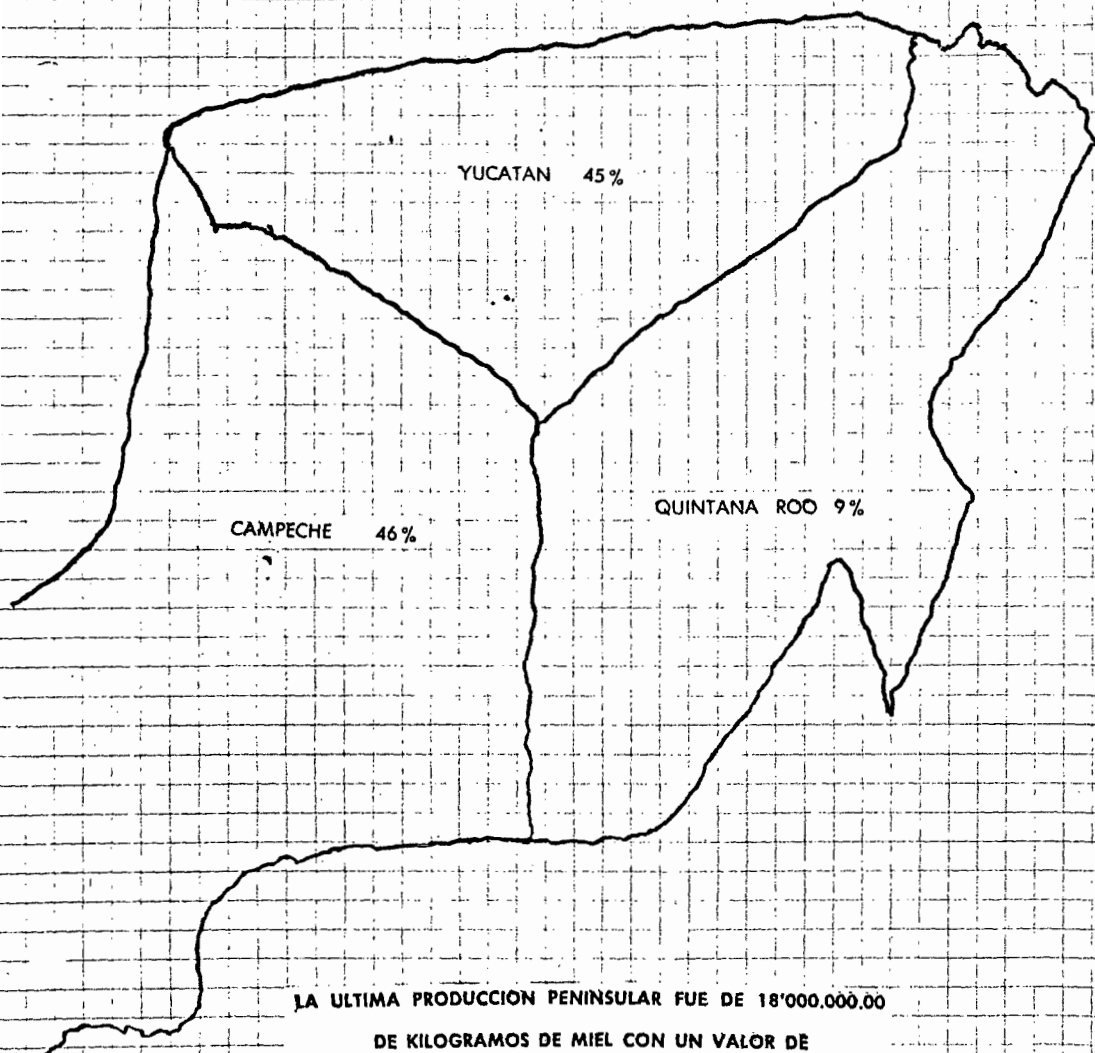 YUCATAN 45%
QUINTANA ROO 9%
CAMPECHE 46%
LA ULTIMA PRODUCCION PENINSULAR FUE DE 18'000.000.00
DE KILOGRAMOS DE MIEL CON UN VALOR DE